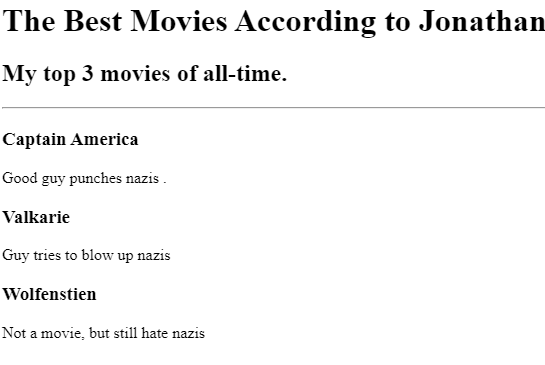 The Best Movies According to Jonathan
My top 3 movies of all-time.
Captain America
Good guy punches nazis .
Valkarie
Guy tries to blow up nazis
Wolfenstien
Not a movie, but still hate nazis